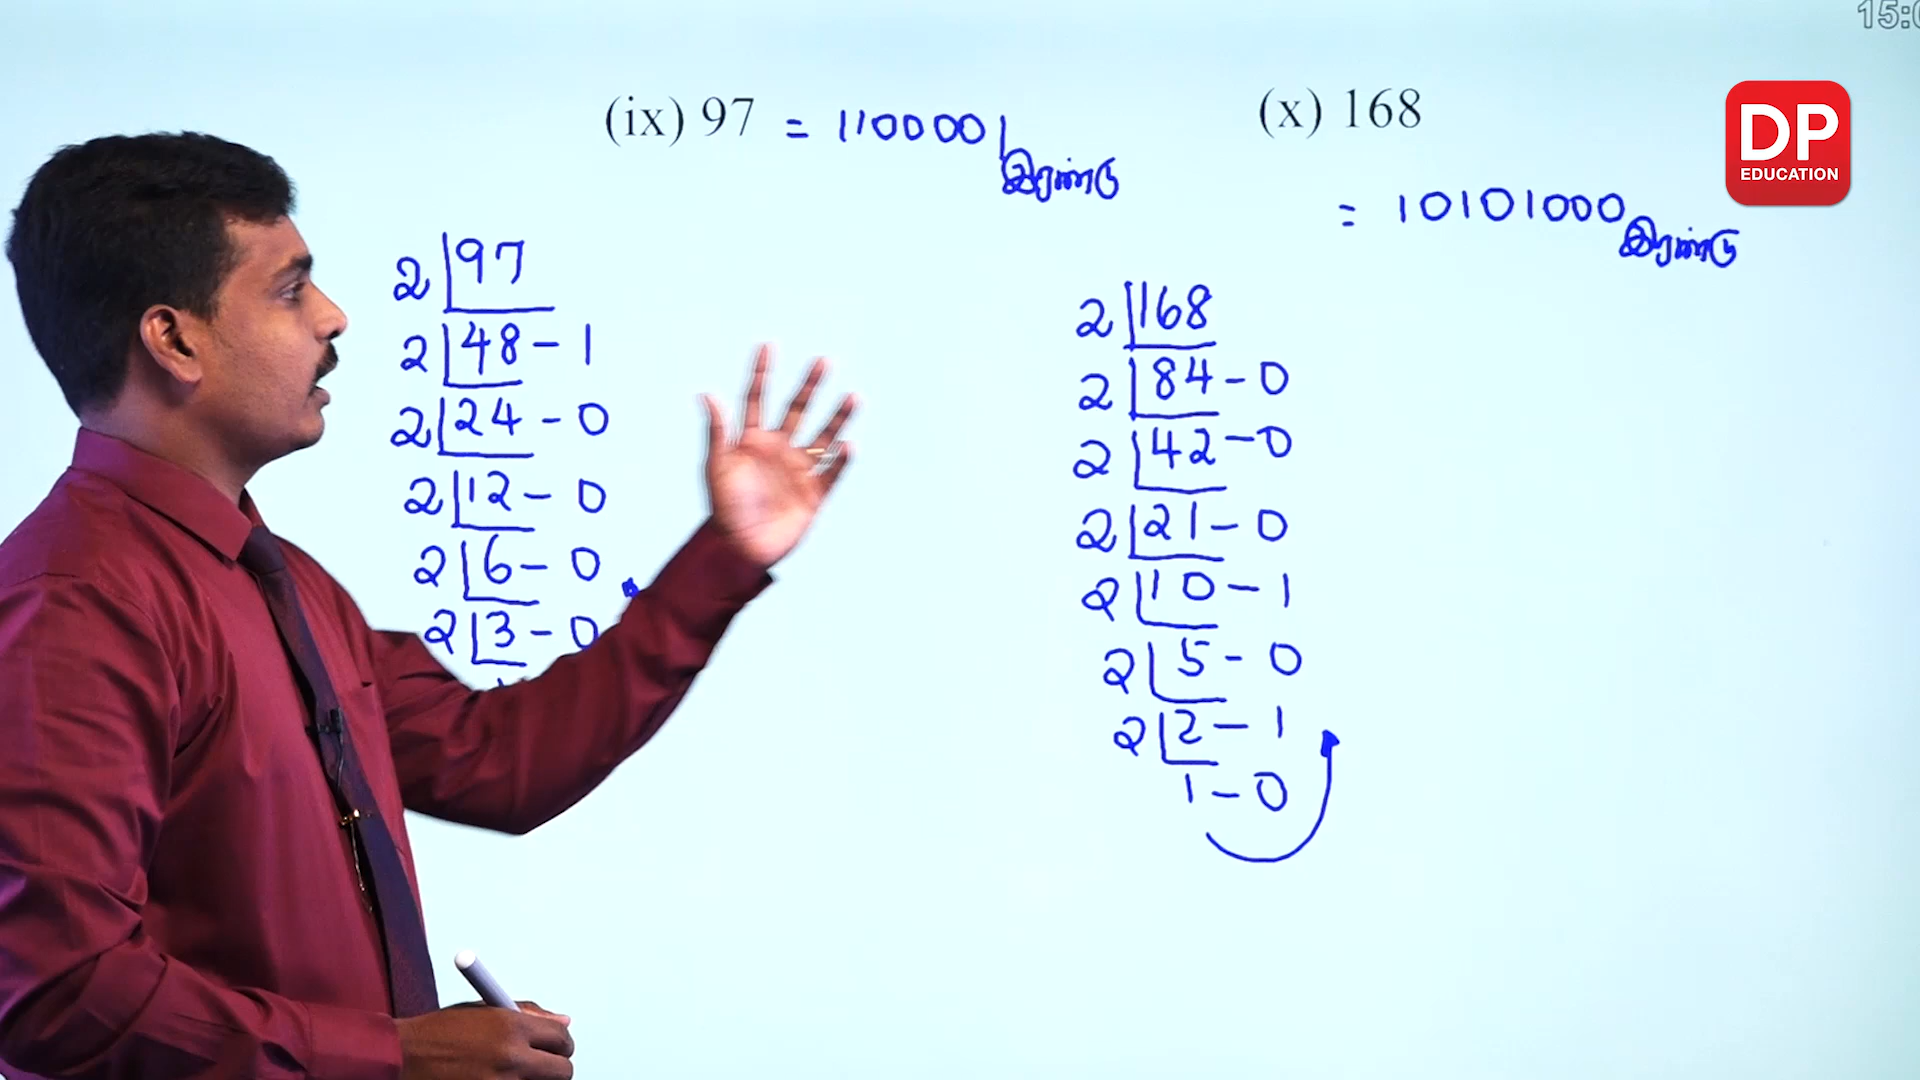 15:0
DP
EDUCATION
(ix) 97 = 1100001 இரண்டு
2 97
2 48 - 1
2 24 - 0
2 12 - 0
2 6 - 0
2 3 - 0
(x) 168
= 10101000 இரண்டு
2 168
2 84 - 0
2 42 - 0
2 21 - 0
2 10 - 1
2 5 - 0
2 2 - 1
1 - 0